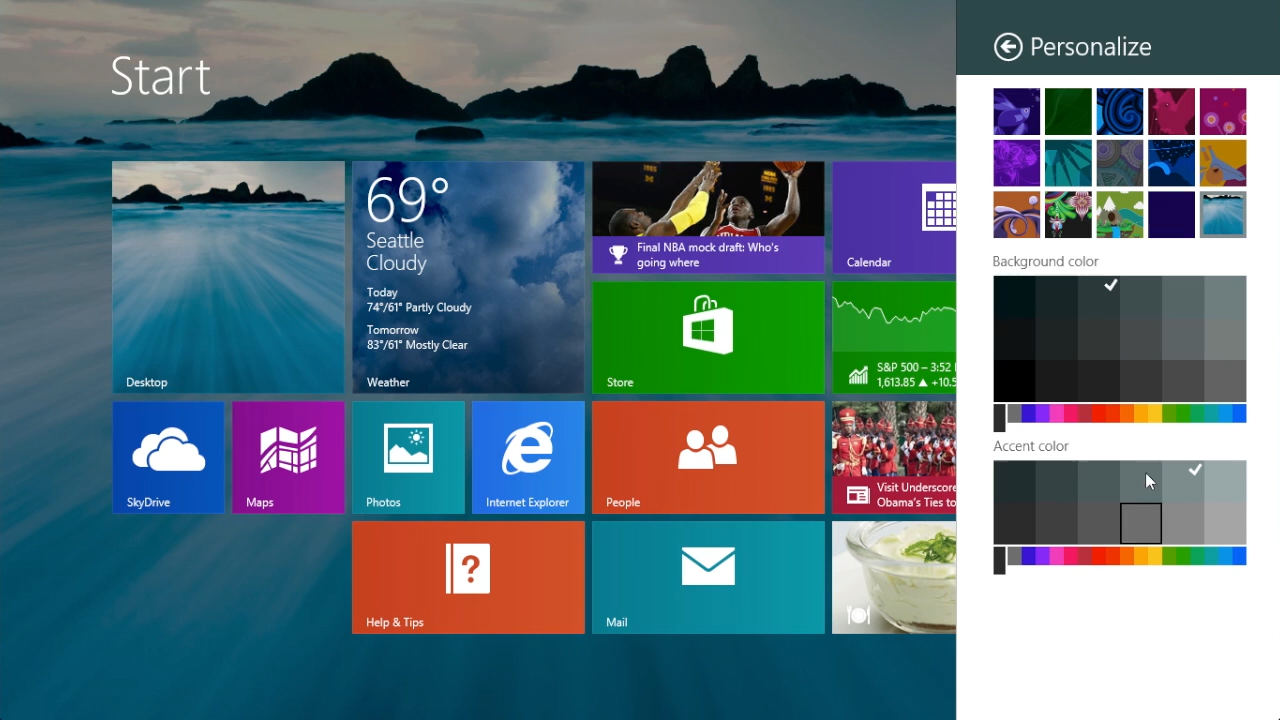 Start
Personalize
Desktop
69°
Seattle
Cloudy
Today
74°/61° Partly Cloudy
Tomorrow
83°/61° Mostly Clear
Weather
Final NBA mock draft: Who's
going where
Calendar
Store
S&P 500 – 3:52
1,613.85 ▲ +10.5
SkyDrive
Maps
Photos
Internet Explorer
People
Visit Underscore
Obama's Ties to
Help & Tips
Mail
Background color
Accent color